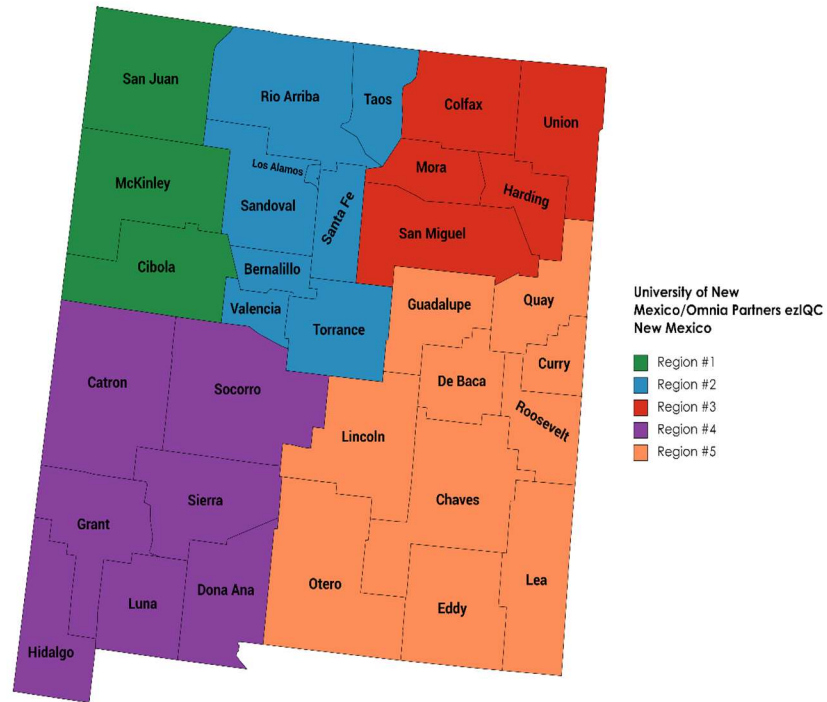 San Juan
Rio Arriba
Taos
Colfax
Union
McKinley
Los Alamos
Mora
Harding
Sandoval
Santa Fe
San Miguel
Cibola
Bernalillo
Valencia
Torrance
Guadalupe
Quay
Curry
De Baca
Roosevelt
Catron
Socorro
Lincoln
Chaves
Sierra
Grant
Luna
Dona Ana
Otero
Eddy
Lea
Hidalgo
University of New
Mexico/Omnia Partners ezIQC
New Mexico
Region #1
Region #2
Region #3
Region #4
Region #5